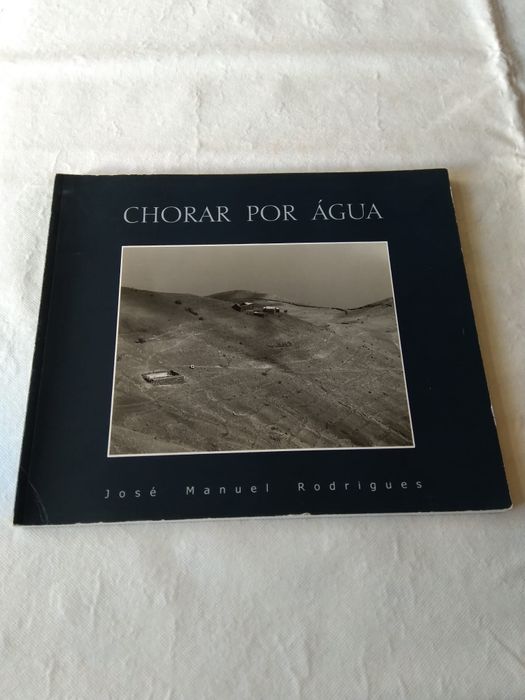 CHORAR POR ÁGUA
José Manuel Rodrigues